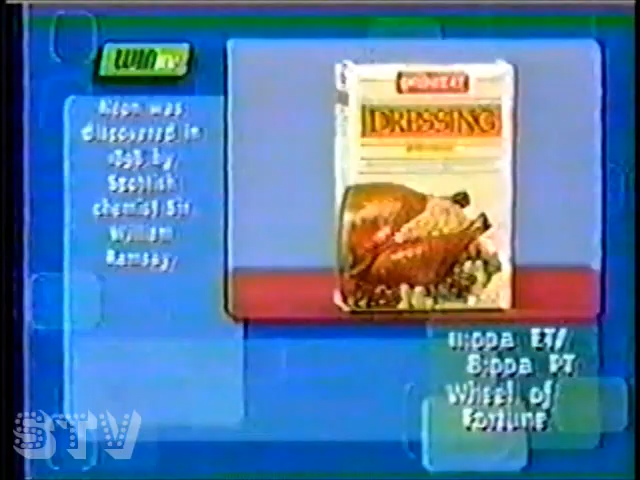 WIN
Neon was
discovered in
1898 by
Scottish
chemist Sir
William
Ramsay.
DRESSING
11:00a ET/
8:00a PT
Wheel of
Fortune
STV